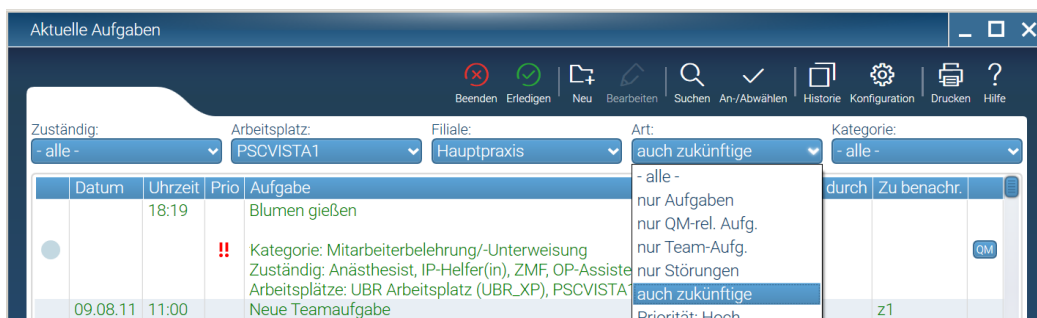 Aktuelle Aufgaben
Beenden Erledigen Neu Bearbeiten Suchen An-/Abwählen Historie Konfiguration Drucken Hilfe
Zuständig: Arbeitsplatz: Filiale: Art: Kategorie:
- alle - PSCVISTA1 Hauptpraxis auch zukünftige - alle -
- alle -
nur Aufgaben
nur QM-rel. Aufg.
nur Team-Aufg.
nur Störungen
auch zukünftige
Priorität: Hoch
Datum Uhrzeit Prio Aufgabe durch Zu benachr.
18:19 Blumen gießen
!! Kategorie: Mitarbeiterbelehrung/-Unterweisung QM
Zuständig: Anästhesist, IP-Helfer(in), ZMF, OP-Assiste
Arbeitsplätze: UBR Arbeitsplatz (UBR_XP), PSCVISTA1
09.08.11 11:00 Neue Teamaufgabe z1